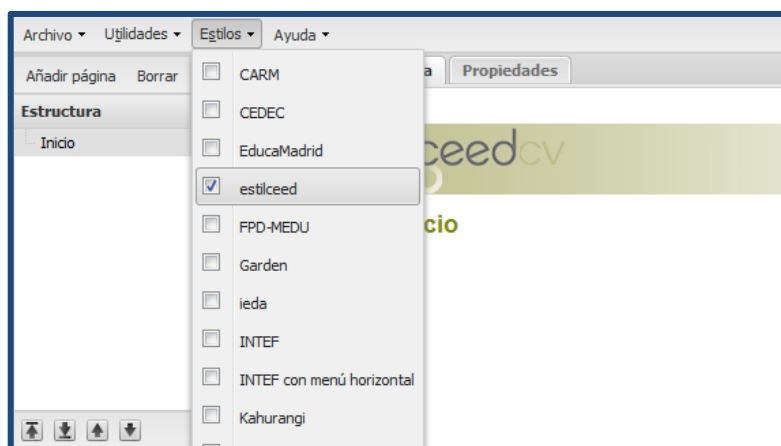 Archivo Utilidades Estilos Ayuda
Añadir página Borrar
a Propiedades
Estructura
Inicio
CARM
CEDEC
EducaMadrid
estilceed
FPD-MEDU
Garden
ieda
INTEF
INTEF con menú horizontal
Kahurangi
ceedcv
cio